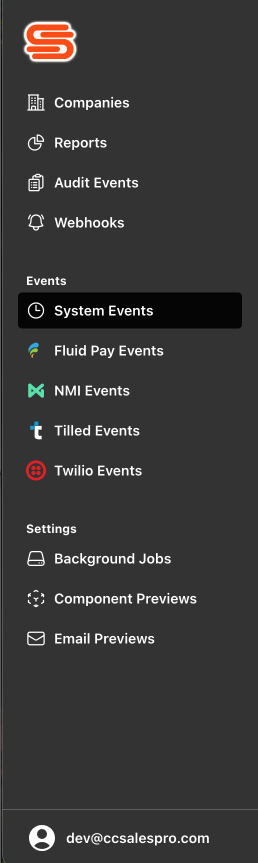 Companies
Reports
Audit Events
Webhooks
Events
System Events
Fluid Pay Events
NMI Events
Tilled Events
Twilio Events
Settings
Background Jobs
Component Previews
Email Previews
dev@ccsalespro.com